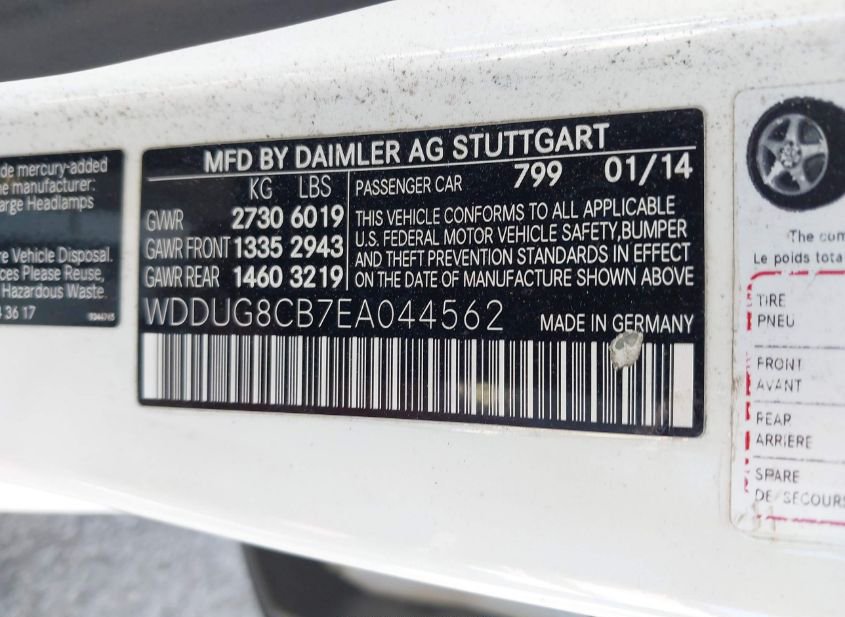 de mercury-added
e manufacturer:
arge Headlamps
e Vehicle Disposal.
ces Please Reuse,
Hazardous Waste.
3 17
MFD BY DAIMLER AG STUTTGART
KG LBS
PASSENGER CAR 799 01/14
GVWR 2730 6019
GAWR FRONT 1335 2943
GAWR REAR 1460 3219
THIS VEHICLE CONFORMS TO ALL APPLICABLE
U.S. FEDERAL MOTOR VEHICLE SAFETY,BUMPER
AND THEFT PREVENTION STANDARDS IN EFFECT
ON THE DATE OF MANUFACTURE SHOWN ABOVE
WDDUG8CB7EA044562 MADE IN GERMANY
The com
Le poids tota
TIRE
PNEU
FRONT
AVANT
REAR
ARRIERE
SPARE
DE SECOURS